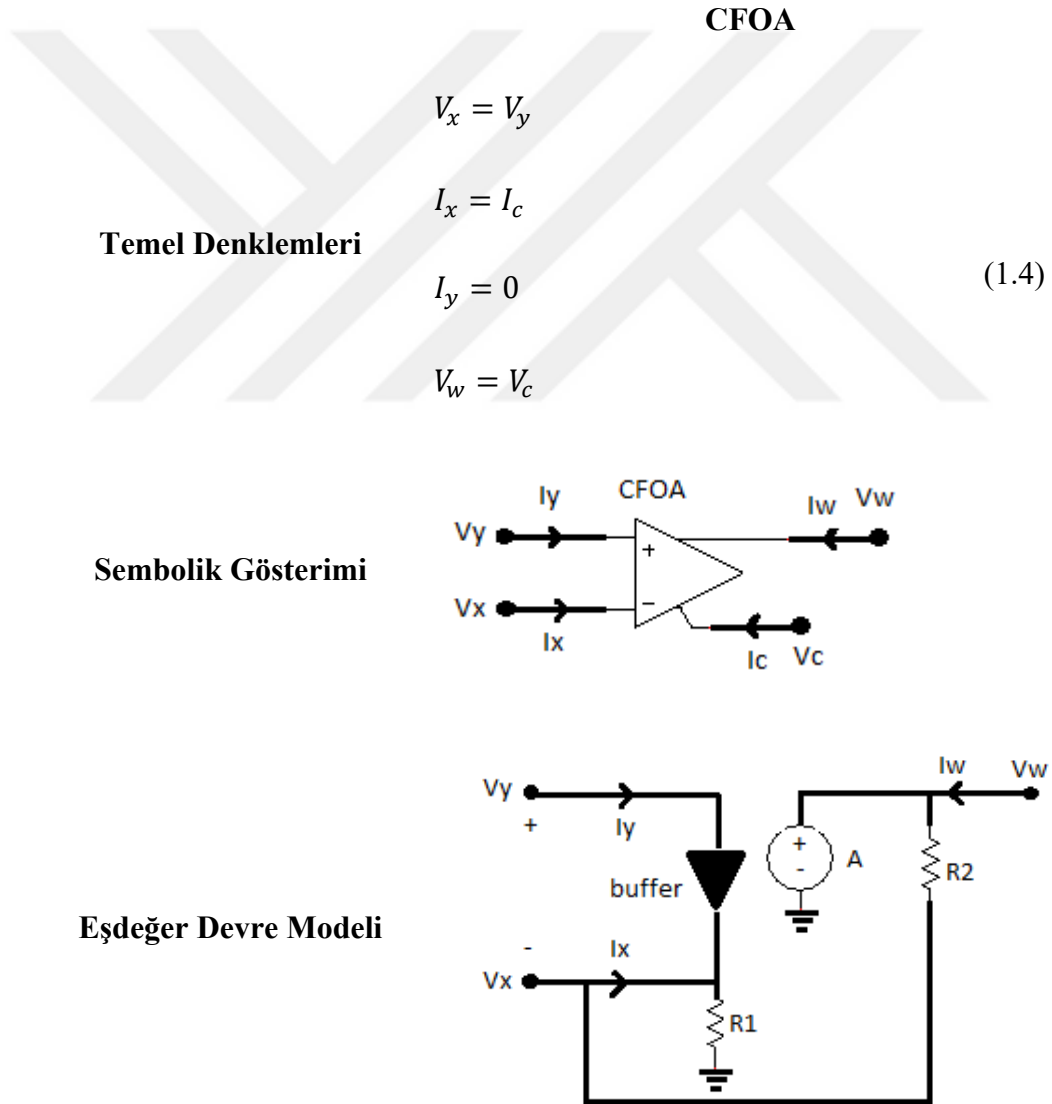 CFOA
V_x = V_y
I_x = I_c
Temel Denklemleri
(1.4)
I_y = 0
V_w = V_c
Iy CFOA Iw Vw
Vy
+
Sembolik Gösterimi
Vx −
Ix
Ic Vc
Iw Vw
Vy
+ Iy
+
- A R2
buffer
Eşdeğer Devre Modeli
- Ix
Vx
R1